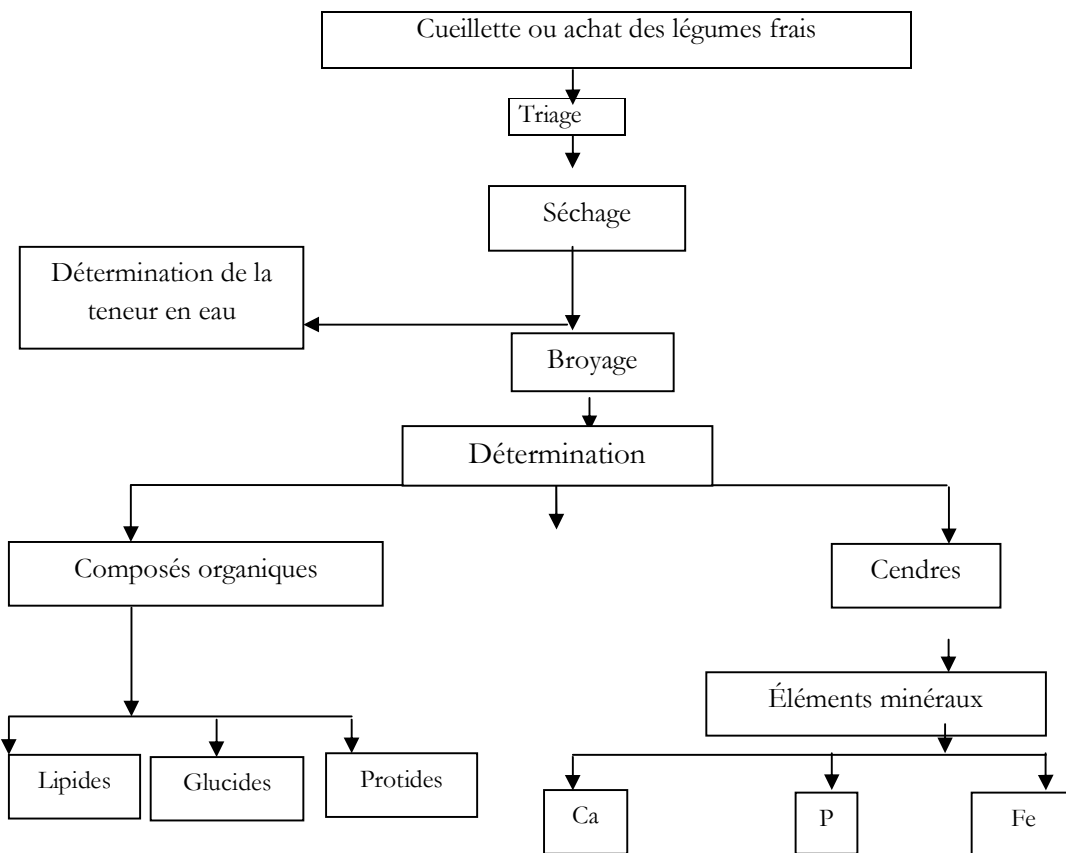 Cueillette ou achat des légumes frais
Triage
Séchage
Détermination de la
teneur en eau
Broyage
Détermination
Composés organiques
Cendres
Éléments minéraux
Lipides
Glucides
Protides
Ca
P
Fe